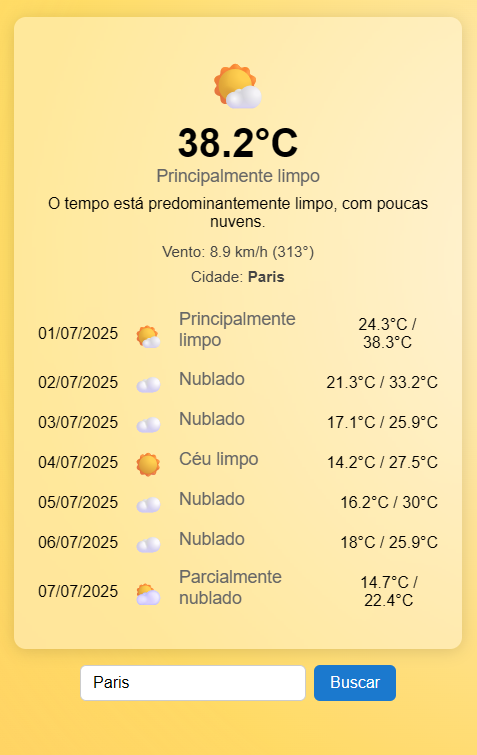 38.2°C
Principalmente limpo
O tempo está predominantemente limpo, com poucas
nuvens.
Vento: 8.9 km/h (313°)
Cidade: Paris
01/07/2025 Principalmente limpo 24.3°C / 38.3°C
02/07/2025 Nublado 21.3°C / 33.2°C
03/07/2025 Nublado 17.1°C / 25.9°C
04/07/2025 Céu limpo 14.2°C / 27.5°C
05/07/2025 Nublado 16.2°C / 30°C
06/07/2025 Nublado 18°C / 25.9°C
07/07/2025 Parcialmente nublado 14.7°C / 22.4°C
Paris Buscar